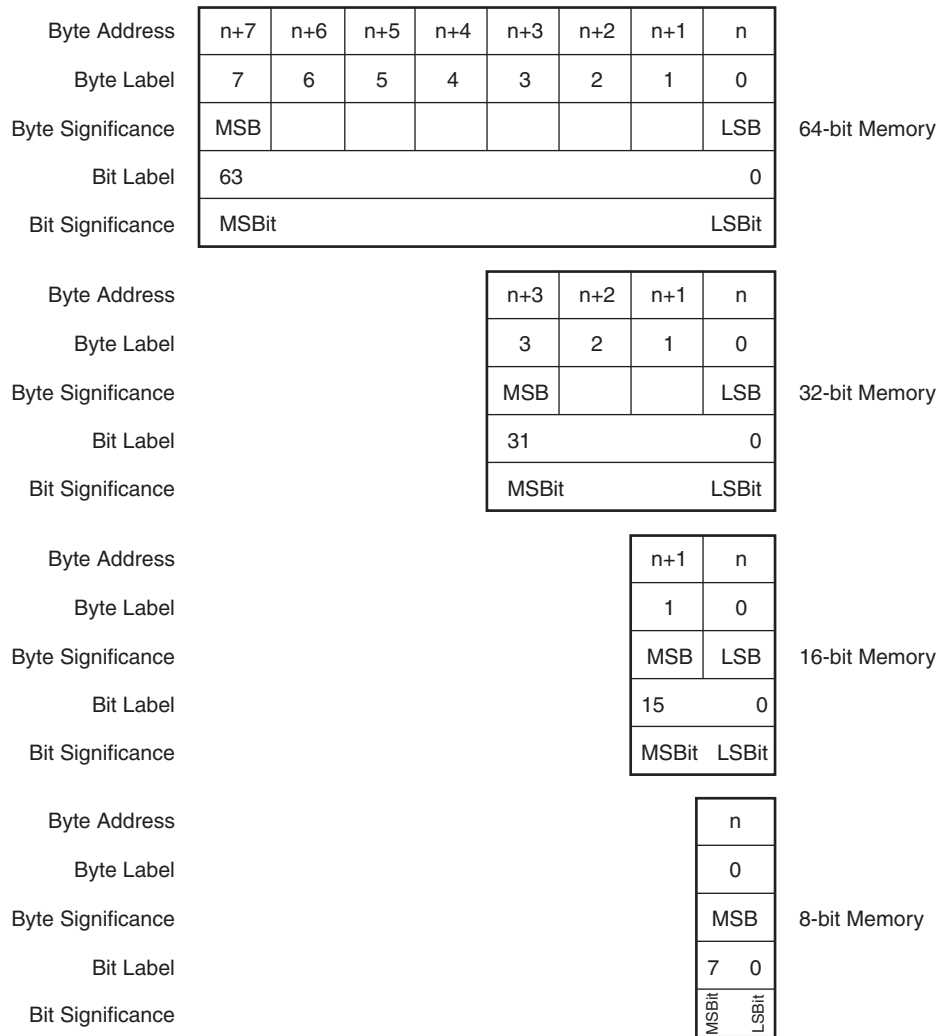 Byte Address n+7 n+6 n+5 n+4 n+3 n+2 n+1 n
Byte Label 7 6 5 4 3 2 1 0
Byte Significance MSB LSB 64-bit Memory
Bit Label 63 0
Bit Significance MSBit LSBit
Byte Address n+3 n+2 n+1 n
Byte Label 3 2 1 0
Byte Significance MSB LSB 32-bit Memory
Bit Label 31 0
Bit Significance MSBit LSBit
Byte Address n+1 n
Byte Label 1 0
Byte Significance MSB LSB 16-bit Memory
Bit Label 15 0
Bit Significance MSBit LSBit
Byte Address n
Byte Label 0
Byte Significance MSB 8-bit Memory
Bit Label 7 0
Bit Significance MSBit LSBit